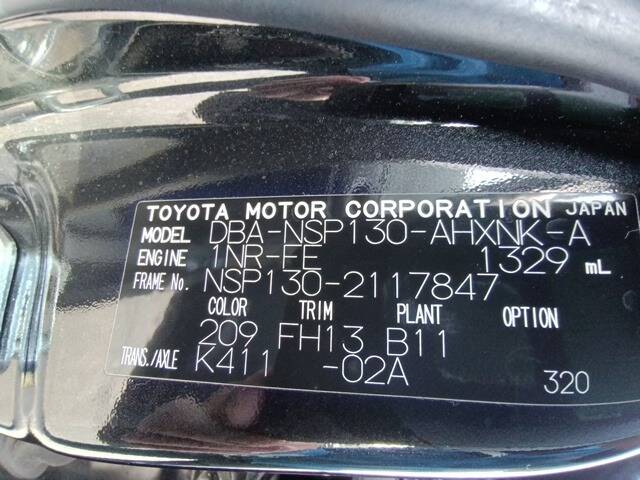 TOYOTA MOTOR CORPORATION JAPAN
MODEL DBA-NSP130-AHXNK-A
ENGINE 1NR-FE 1329 mL
FRAME No. NSP130-2117847
COLOR TRIM PLANT OPTION
209 FH13 B11
TRANS./AXLE K411 -02A
320